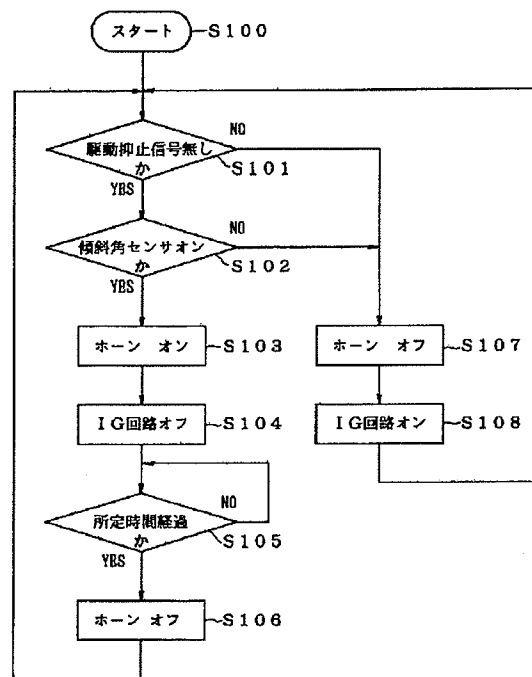 スタート
S100
駆動抑止信号無し
か
NO
S101
YES
傾斜角センサオン
か
NO
S102
YES
ホーン オン
S103
ホーン オフ
S107
IG回路オフ
S104
IG回路オン
S108
所定時間経過
か
NO
S105
YES
ホーン オフ
S106